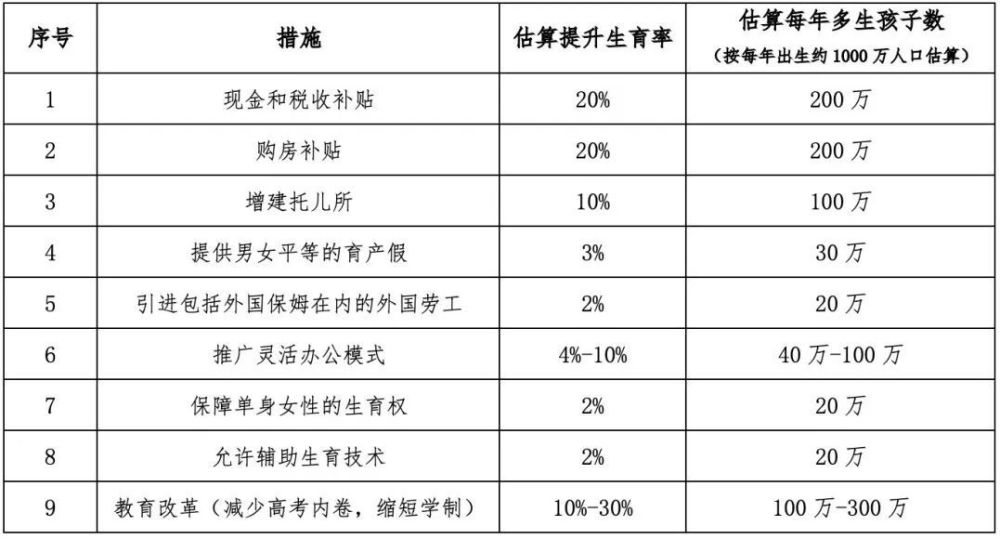 序号 措施 估算提升生育率 估算每年多生孩子数
（按每年出生约1000万人口估算）
1 现金和税收补贴 20% 200万
2 购房补贴 20% 200万
3 增建托儿所 10% 100万
4 提供男女平等的育产假 3% 30万
5 引进包括外国保姆在内的外国劳工 2% 20万
6 推广灵活办公模式 4%-10% 40万-100万
7 保障单身女性的生育权 2% 20万
8 允许辅助生育技术 2% 20万
9 教育改革（减少高考内卷，缩短学制） 10%-30% 100万-300万